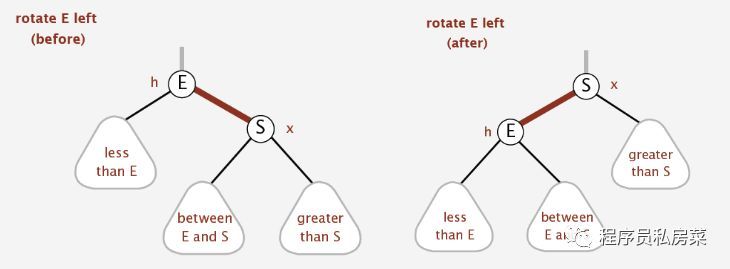 rotate E left
(before)
h
E
S
x
less
than E
between
E and S
greater
than S
rotate E left
(after)
S
x
h
E
greater
than S
less
than E
between
E and S
程序员私房菜